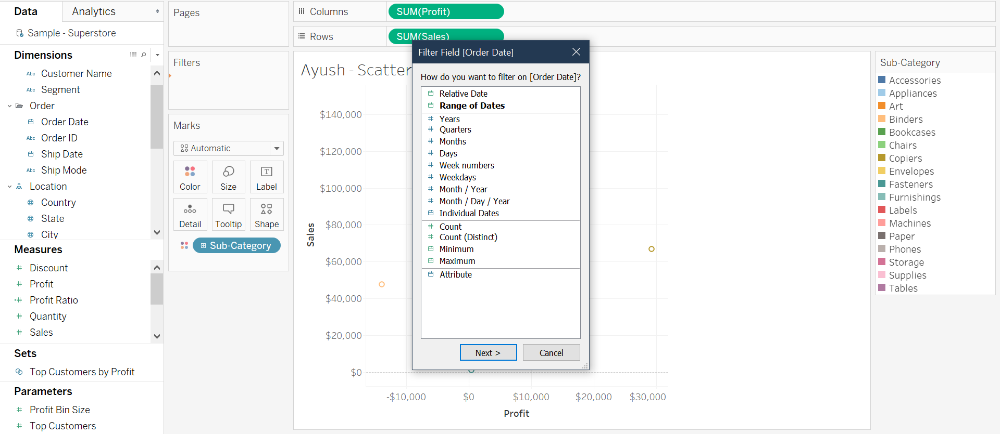 Data
Analytics
Sample - Superstore
Dimensions
Abc Customer Name
Abc Segment
Order
Order Date
Abc Order ID
Ship Date
Abc Ship Mode
Location
Country
State
City
Measures
# Discount
# Profit
=# Profit Ratio
# Quantity
# Sales
Sets
Top Customers by Profit
Parameters
# Profit Bin Size
# Top Customers
Pages
Filters
Marks
Automatic
Color
Size
T
Label
Detail
Tooltip
Shape
Sub-Category
Columns
SUM(Profit)
Rows
SUM(Sales)
Ayush - Scatter
Sales
$140,000
$120,000
$100,000
$80,000
$60,000
$40,000
$20,000
$0
-$10,000
$0
$10,000
$20,000
$30,000
Profit
Filter Field [Order Date]
How do you want to filter on [Order Date]?
Relative Date
Range of Dates
# Years
# Quarters
# Months
# Days
# Week numbers
# Weekdays
# Month / Year
# Month / Day / Year
Individual Dates
# Count
# Count (Distinct)
Minimum
Maximum
Attribute
Next >
Cancel
Sub-Category
Accessories
Appliances
Art
Binders
Bookcases
Chairs
Copiers
Envelopes
Fasteners
Furnishings
Labels
Machines
Paper
Phones
Storage
Supplies
Tables